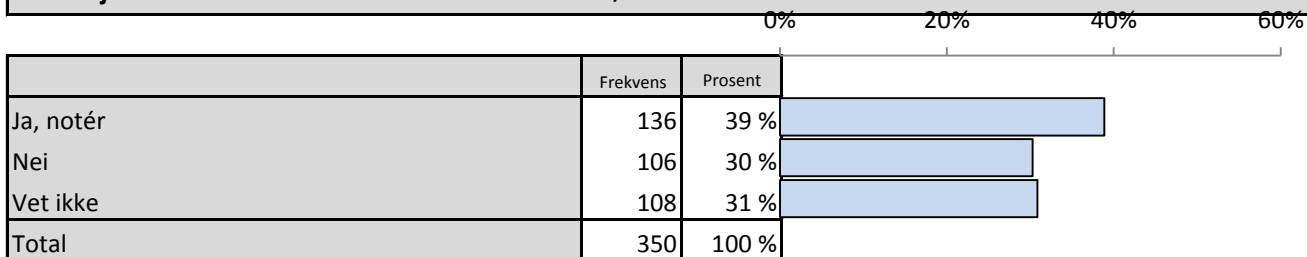 0% 20% 40% 60%
Frekvens Prosent
Ja, notér 136 39 %
Nei 106 30 %
Vet ikke 108 31 %
Total 350 100 %